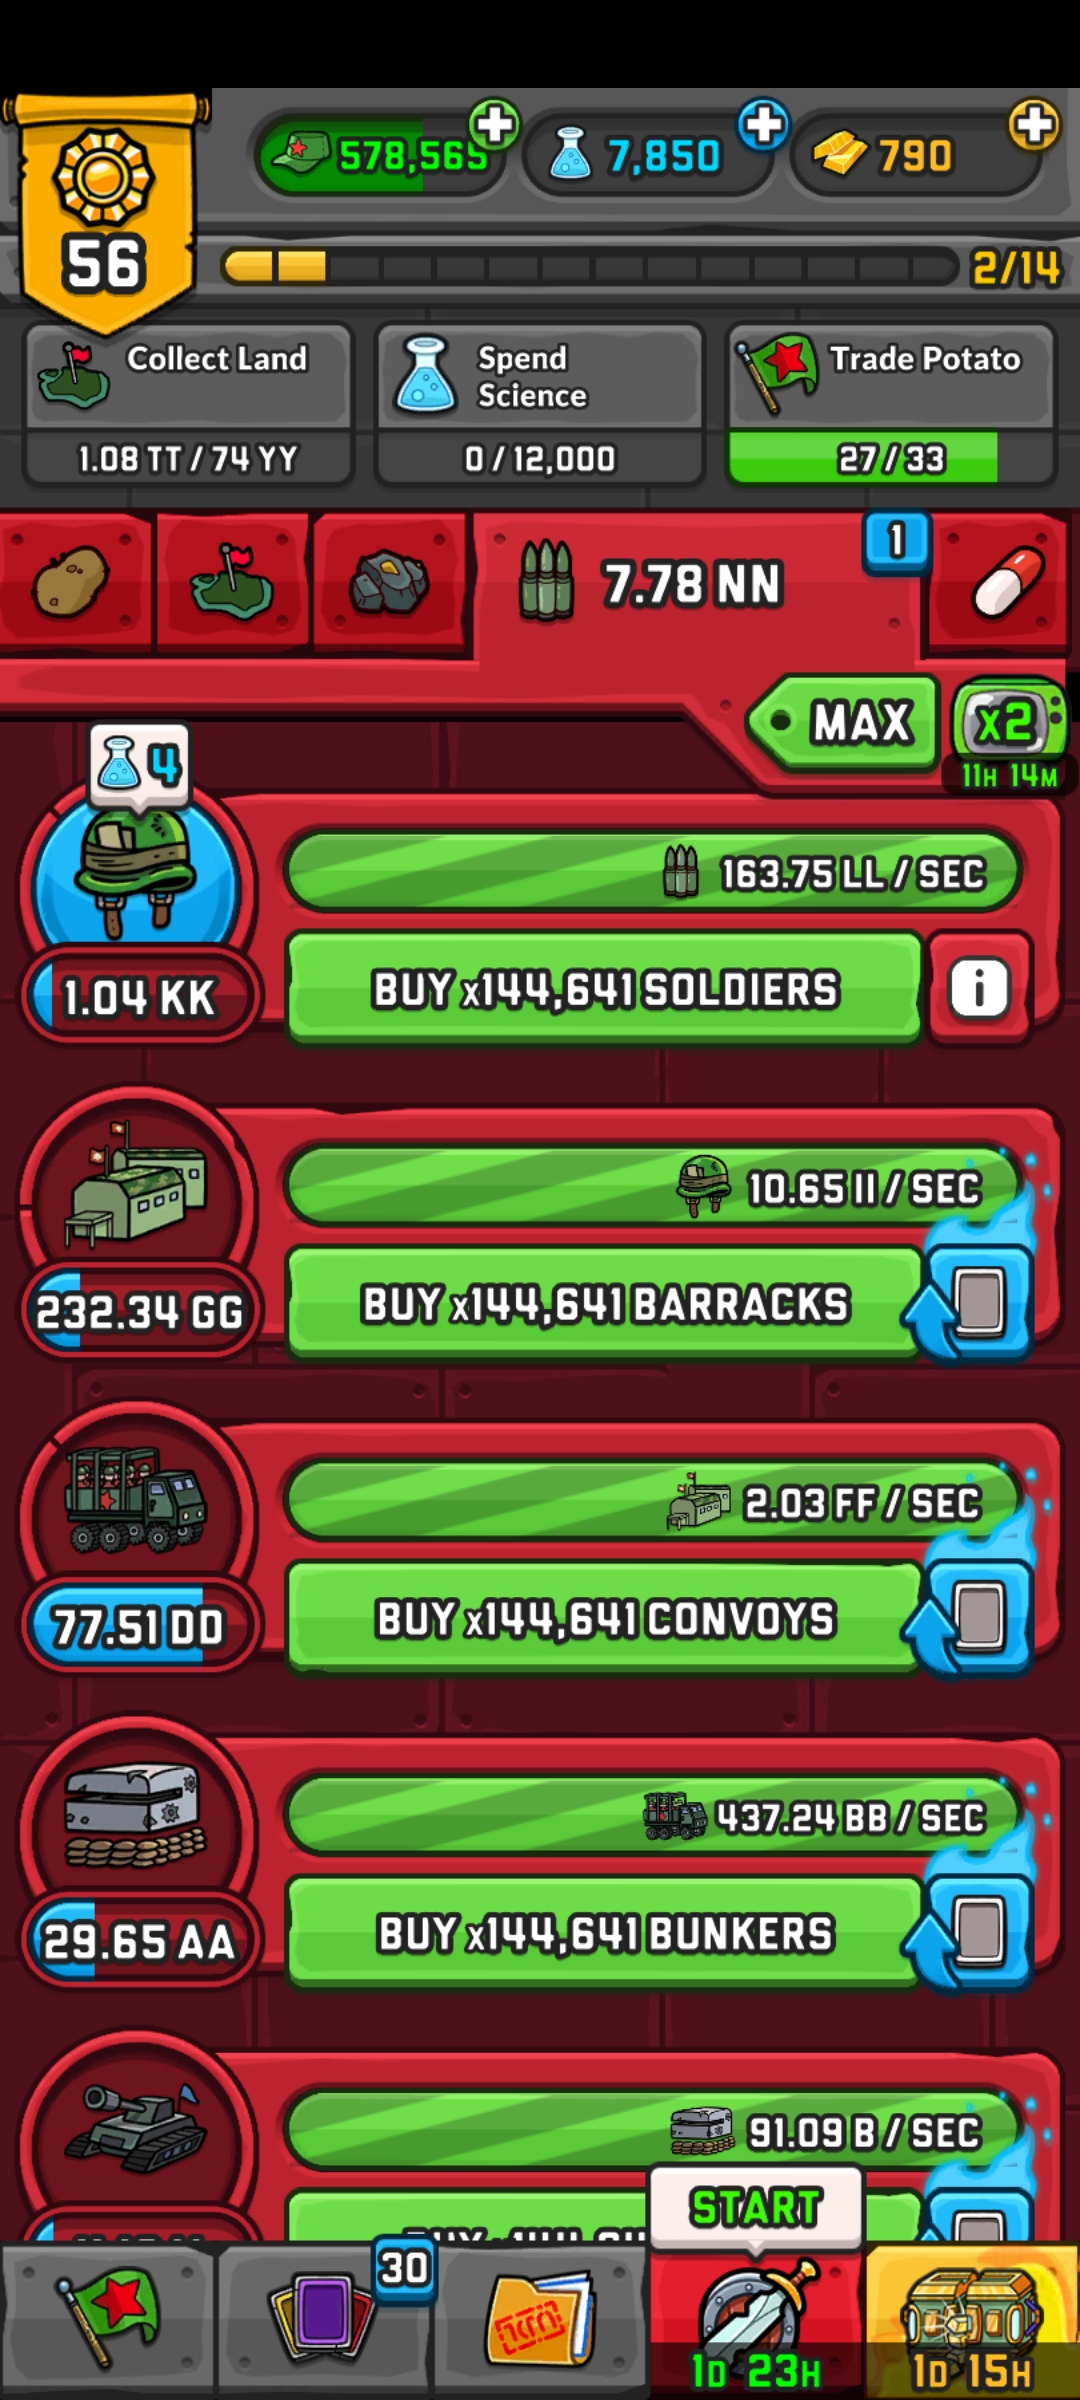 578,565
7,850
790
56
2/14
Collect Land
1.08 TT / 74 YY
Spend
Science
0 / 12,000
Trade Potato
27 / 33
7.78 NN
1
MAX
x2
11H 14M
4
163.75 LL / SEC
1.04 KK
BUY x144,641 SOLDIERS
i
10.65 II / SEC
232.34 GG
BUY x144,641 BARRACKS
2.03 FF / SEC
77.51 DD
BUY x144,641 CONVOYS
437.24 BB / SEC
29.65 AA
BUY x144,641 BUNKERS
91.09 B / SEC
START
30
1D 23H
1D 15H